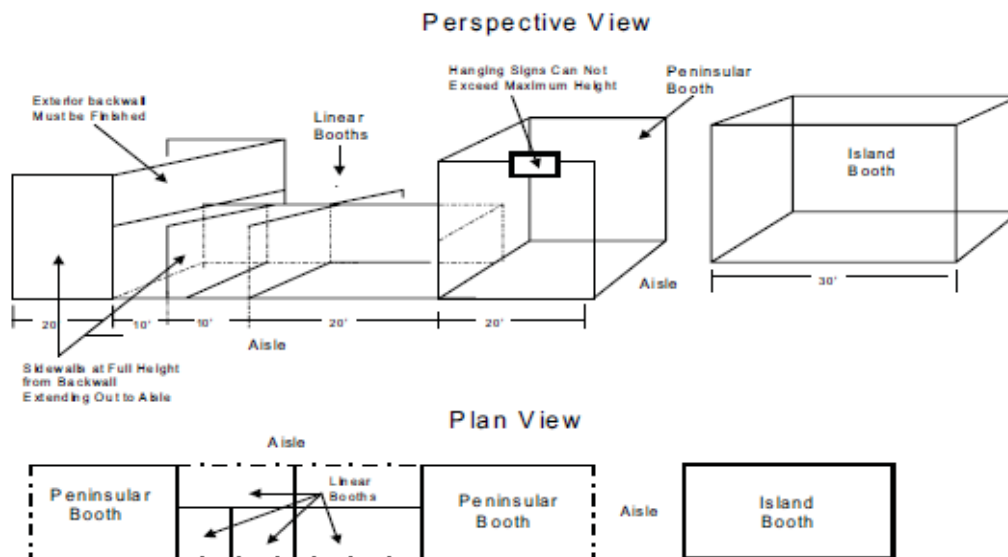 Perspective View
Hanging Signs Can Not
Exceed Maximum Height
Peninsular
Booth
Exterior backwall
Must be Finished
Linear
Booths
Island
Booth
Aisle
30'
20'
10'
10'
20'
20'
Aisle
Sidewalls at Full Height
from Backwall
Extending Out to Aisle
Plan View
Aisle
Peninsular
Booth
Linear
Booths
Peninsular
Booth
Aisle
Island
Booth